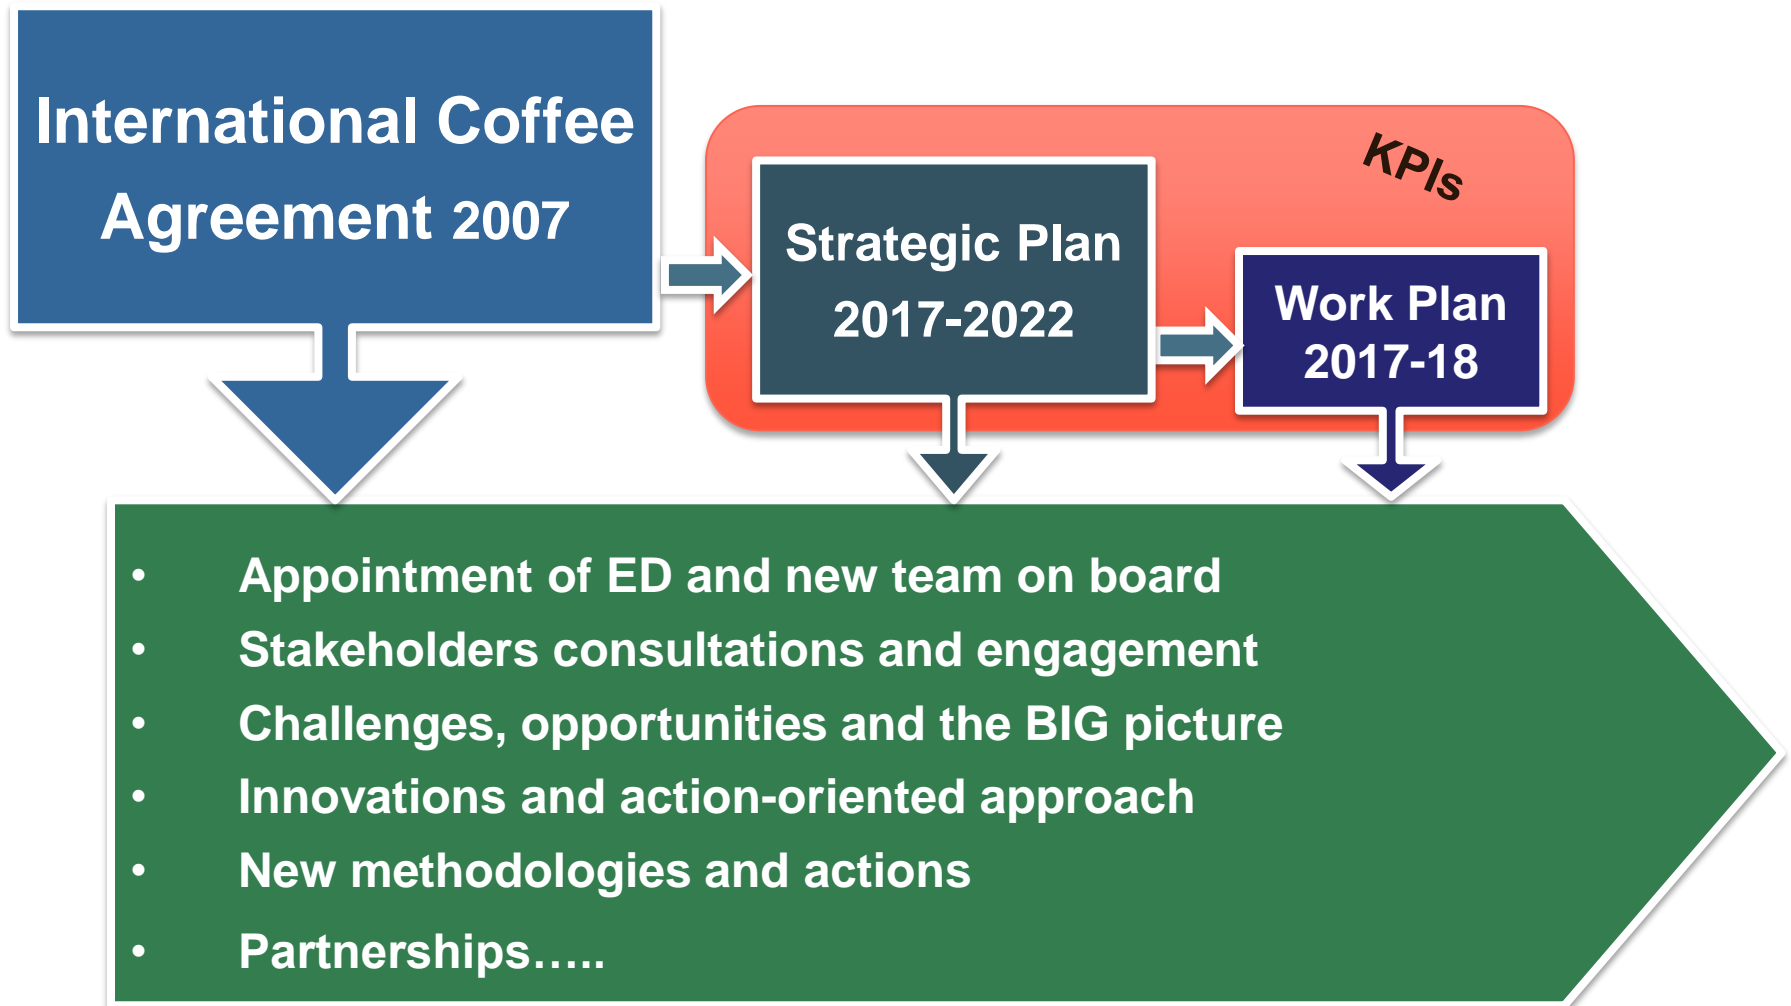 International Coffee
Agreement 2007
KPIs
Strategic Plan
2017-2022
Work Plan
2017-18
• Appointment of ED and new team on board
• Stakeholders consultations and engagement
• Challenges, opportunities and the BIG picture
• Innovations and action-oriented approach
• New methodologies and actions
• Partnerships…..